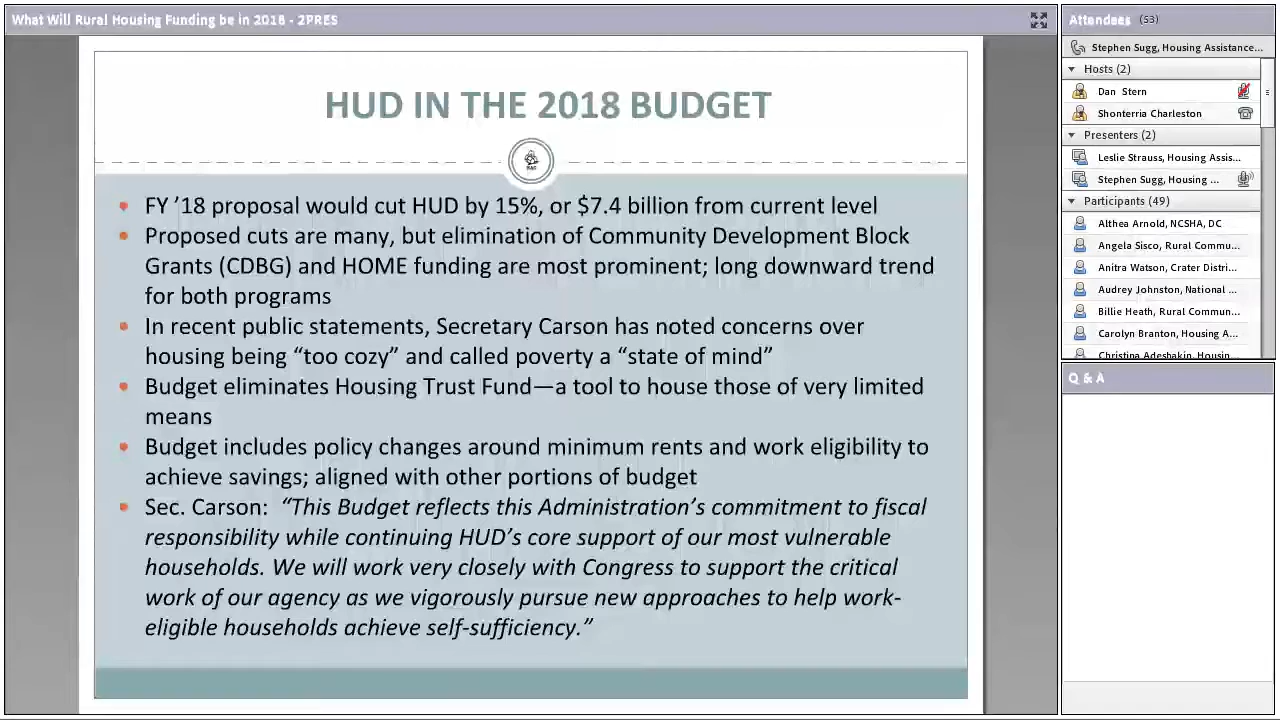 What Will Rural Housing Funding be in 2018 - 2PRES
HUD IN THE 2018 BUDGET
• FY ’18 proposal would cut HUD by 15%, or $7.4 billion from current level
• Proposed cuts are many, but elimination of Community Development Block
Grants (CDBG) and HOME funding are most prominent; long downward trend
for both programs
• In recent public statements, Secretary Carson has noted concerns over
housing being “too cozy” and called poverty a “state of mind”
• Budget eliminates Housing Trust Fund—a tool to house those of very limited
means
• Budget includes policy changes around minimum rents and work eligibility to
achieve savings; aligned with other portions of budget
• Sec. Carson: “This Budget reflects this Administration’s commitment to fiscal
responsibility while continuing HUD’s core support of our most vulnerable
households. We will work very closely with Congress to support the critical
work of our agency as we vigorously pursue new approaches to help work-
eligible households achieve self-sufficiency.”
Attendees (53)
Stephen Sugg, Housing Assistance...
Hosts (2)
Dan Stern
Shonterria Charleston
Presenters (2)
Leslie Strauss, Housing Assis...
Stephen Sugg, Housing ...
Participants (49)
Althea Arnold, NCSHA, DC
Angela Sisco, Rural Commu...
Anitra Watson, Crater Distri...
Audrey Johnston, National ...
Billie Heath, Rural Commun...
Carolyn Branton, Housing A...
Christina Adeshakin, Housin...
Q & A